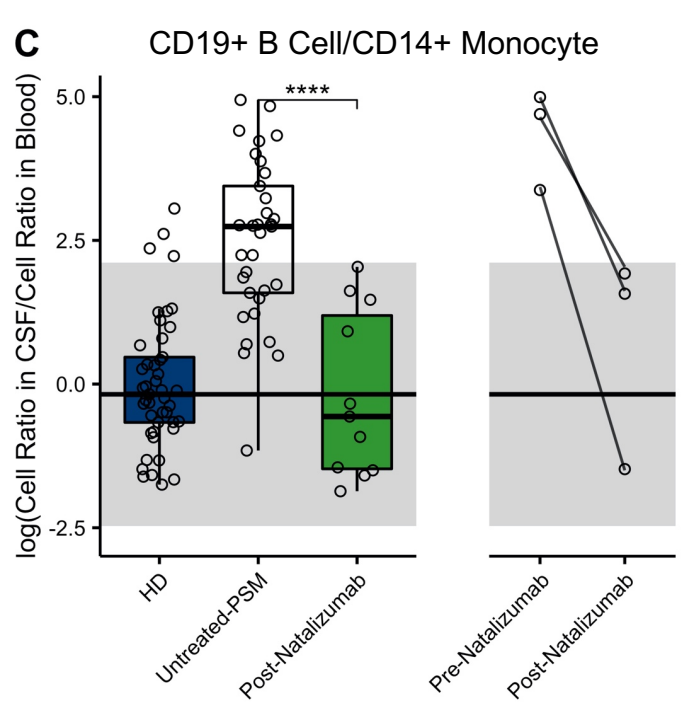 C
CD19+ B Cell/CD14+ Monocyte
log(Cell Ratio in CSF/Cell Ratio in Blood)
5.0
2.5
0.0
-2.5
****
HD
Untreated-PSM
Post-Natalizumab
Pre-Natalizumab
Post-Natalizumab